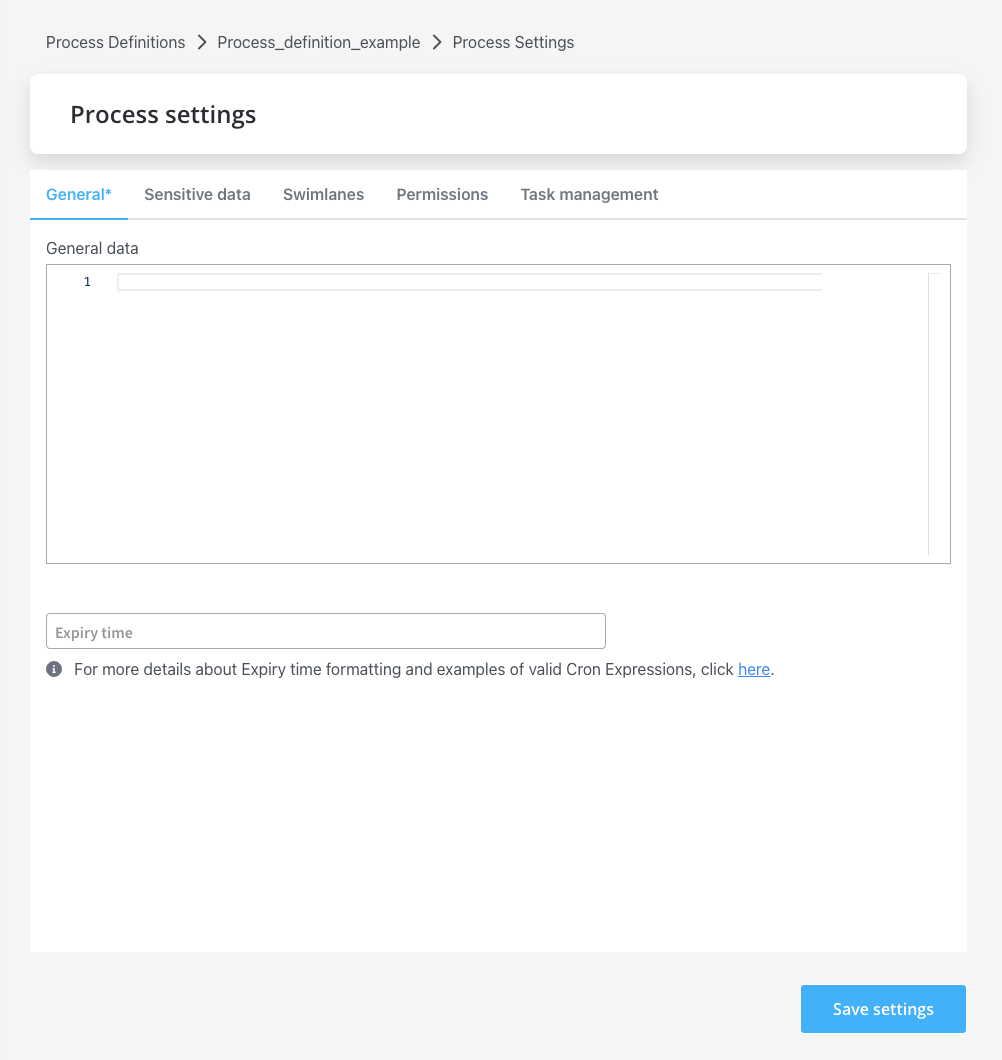 Process Definitions > Process_definition_example > Process Settings
Process settings
General* Sensitive data Swimlanes Permissions Task management
General data
1
Expiry time
For more details about Expiry time formatting and examples of valid Cron Expressions, click here.
Save settings